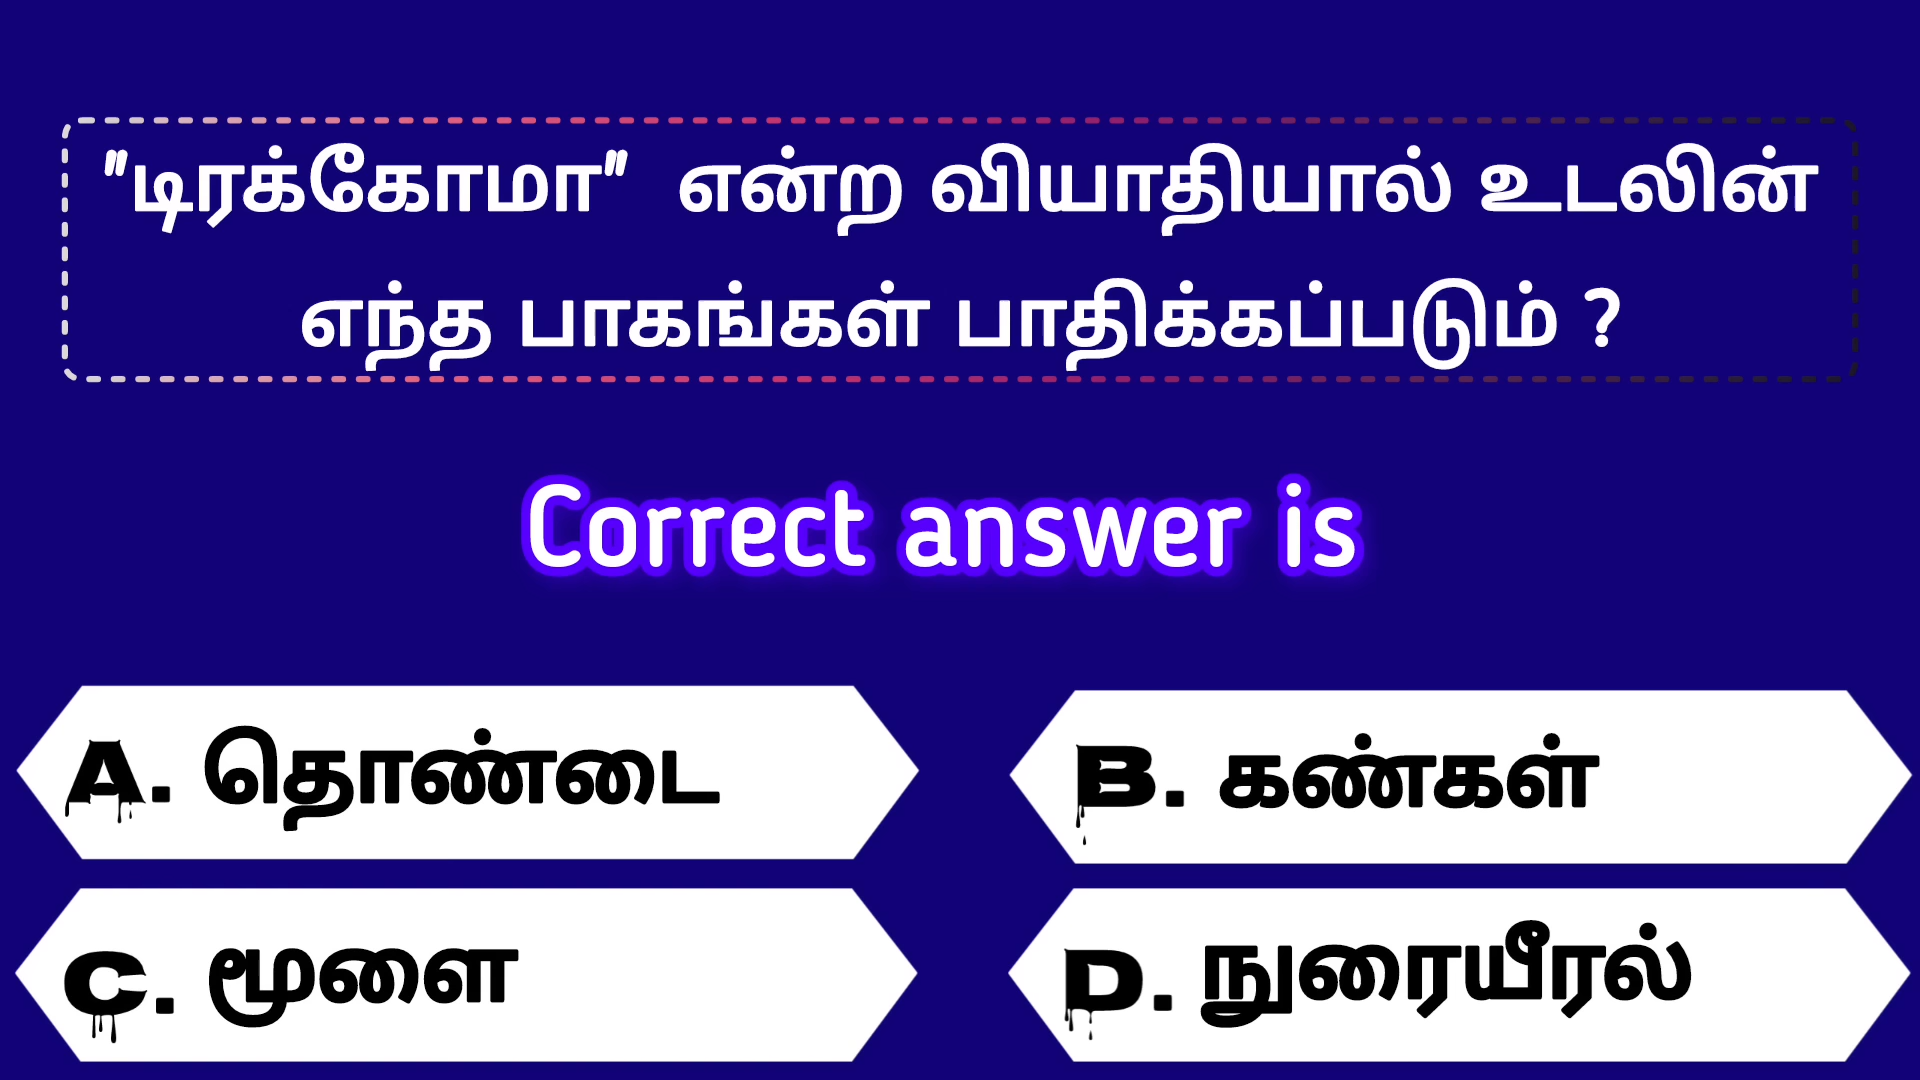 "டிரக்கோமா" என்ற வியாதியால் உடலின்
எந்த பாகங்கள் பாதிக்கப்படும் ?
Correct answer is
A. தொண்டை
B. கண்கள்
C. மூளை
D. நுரையீரல்